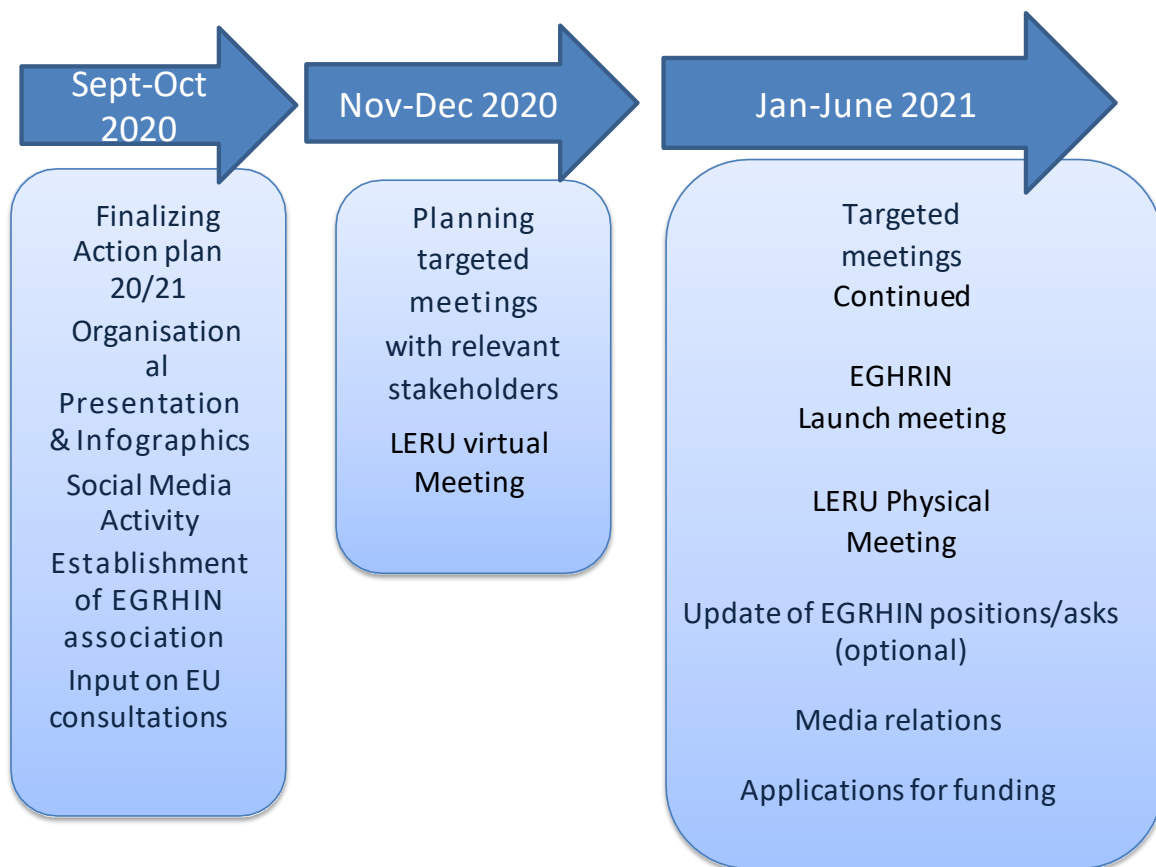 Sept-Oct
2020
Nov-Dec 2020
Jan-June 2021
Finalizing
Action plan
20/21
Organisation
al
Presentation
& Infographics
Social Media
Activity
Establishment
of EGRHIN
association
Input on EU
consultations
Planning
targeted
meetings
with relevant
stakeholders
LERU virtual
Meeting
Targeted
meetings
Continued
EGHRIN
Launch meeting
LERU Physical
Meeting
Update of EGRHIN positions/asks
(optional)
Media relations
Applications for funding